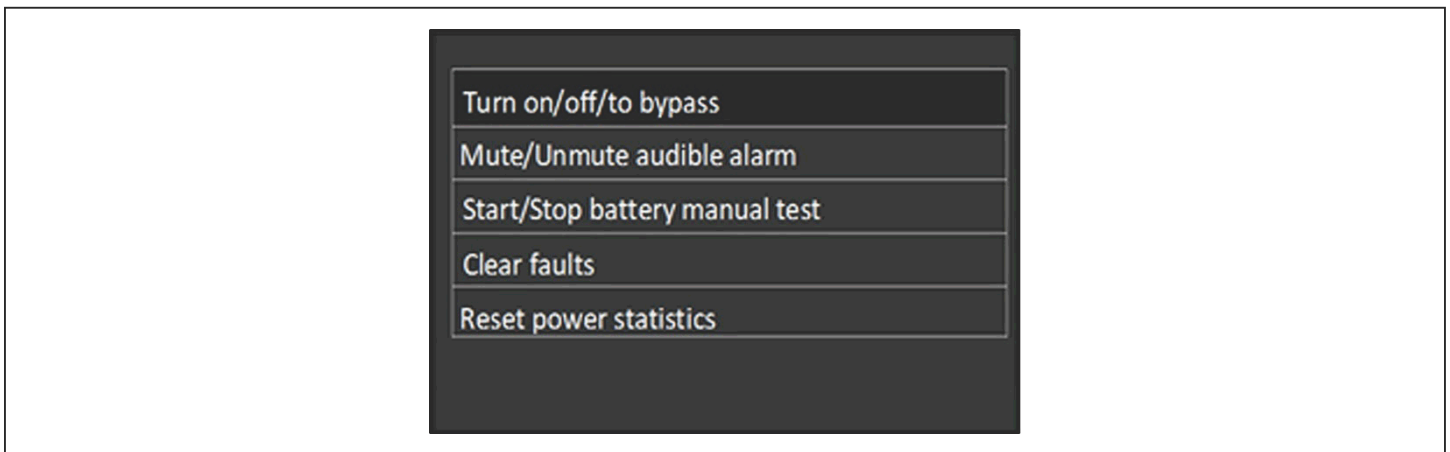 Turn on/off/to bypass
Mute/Unmute audible alarm
Start/Stop battery manual test
Clear faults
Reset power statistics